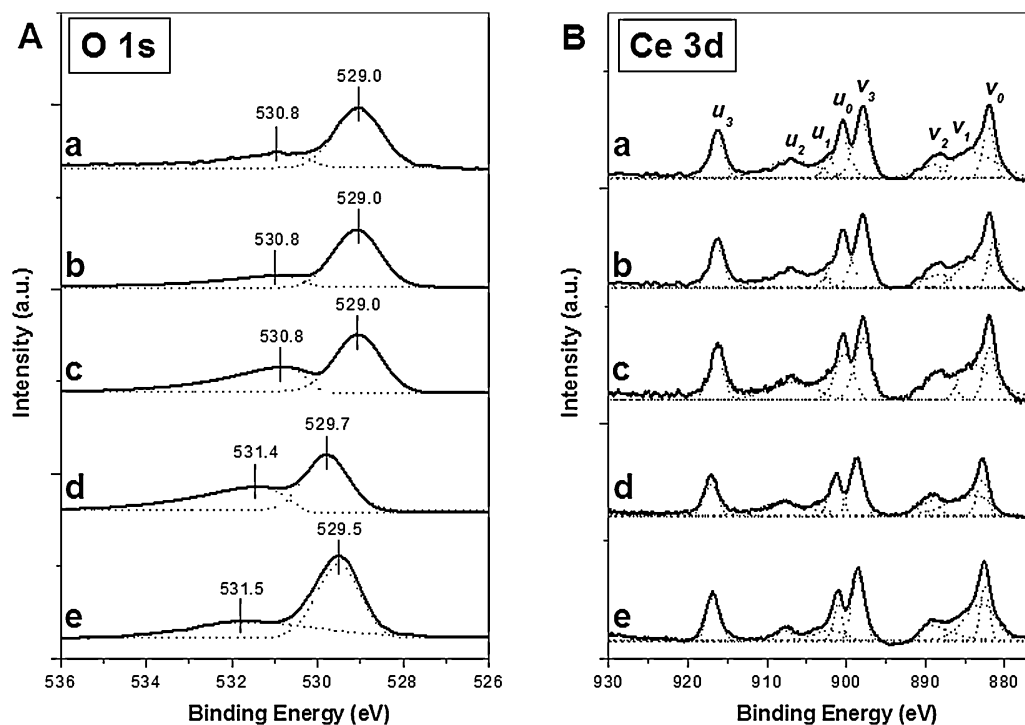 A
O 1s
529.0
530.8
a
529.0
530.8
b
529.0
530.8
c
529.7
531.4
d
529.5
531.5
e
Intensity (a.u.)
536 534 532 530 528 526
Binding Energy (eV)
B
Ce 3d
u3 u2 u1 u0 v3 v2 v1 v0
a
b
c
d
e
Intensity (a.u.)
930 920 910 900 890 880
Binding Energy (eV)